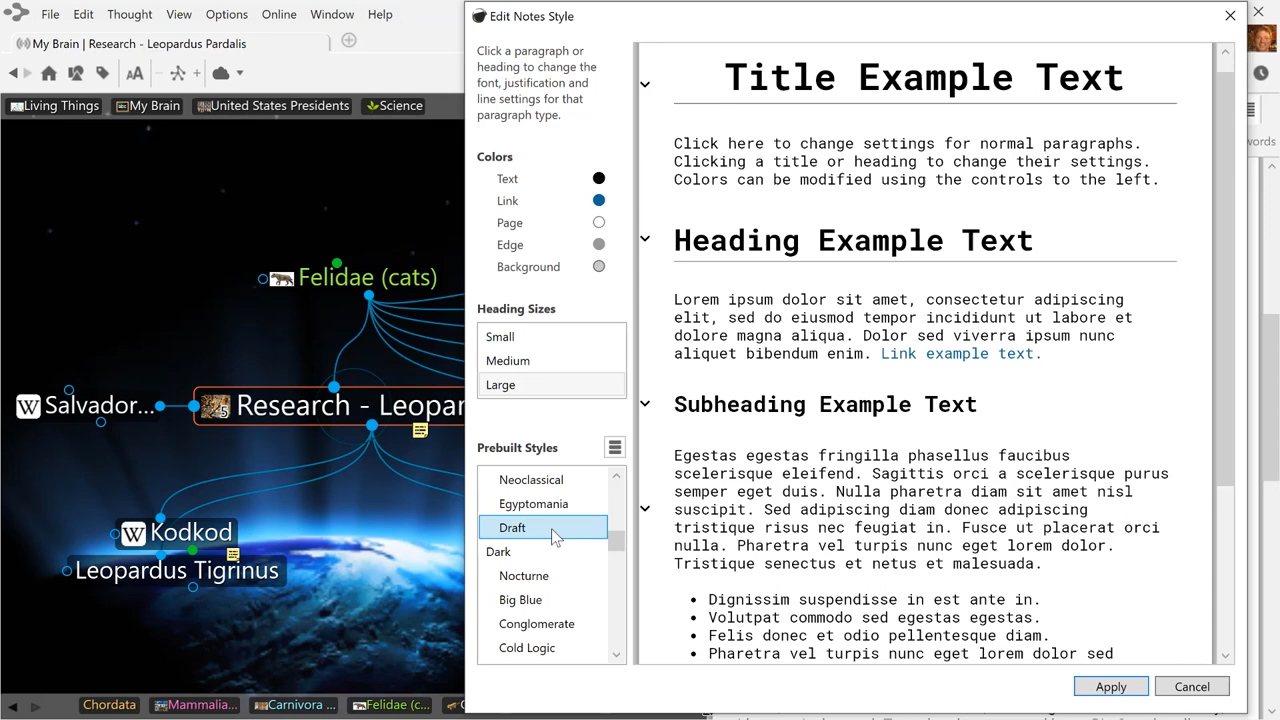 File Edit Thought View Options Online Window Help
My Brain | Research - Leopardus Pardalis
AA
Living Things My Brain United States Presidents Science
Felidae (cats)
W Salvador... 5 Research - Leopar
W Kodkod
Leopardus Tigrinus
Chordata Mammalia... Carnivora ... Felidae (c...
Edit Notes Style
Click a paragraph or
heading to change the
font, justification and
line settings for that
paragraph type.
Colors
Text
Link
Page
Edge
Background
Heading Sizes
Small
Medium
Large
Prebuilt Styles
Neoclassical
Egyptomania
Draft
Dark
Nocturne
Big Blue
Conglomerate
Cold Logic
Title Example Text
Click here to change settings for normal paragraphs.
Clicking a title or heading to change their settings.
Colors can be modified using the controls to the left.
Heading Example Text
Lorem ipsum dolor sit amet, consectetur adipiscing
elit, sed do eiusmod tempor incididunt ut labore et
dolore magna aliqua. Dolor sed viverra ipsum nunc
aliquet bibendum enim. Link example text.
Subheading Example Text
Egestas egestas fringilla phasellus faucibus
scelerisque eleifend. Sagittis orci a scelerisque purus
semper eget duis. Nulla pharetra diam sit amet nisl
suscipit. Sed adipiscing diam donec adipiscing
tristique risus nec feugiat in. Fusce ut placerat orci
nulla. Pharetra vel turpis nunc eget lorem dolor.
Tristique senectus et netus et malesuada.
• Dignissim suspendisse in est ante in.
• Volutpat commodo sed egestas egestas.
• Felis donec et odio pellentesque diam.
• Pharetra vel turpis nunc eget lorem dolor sed
Apply Cancel
words